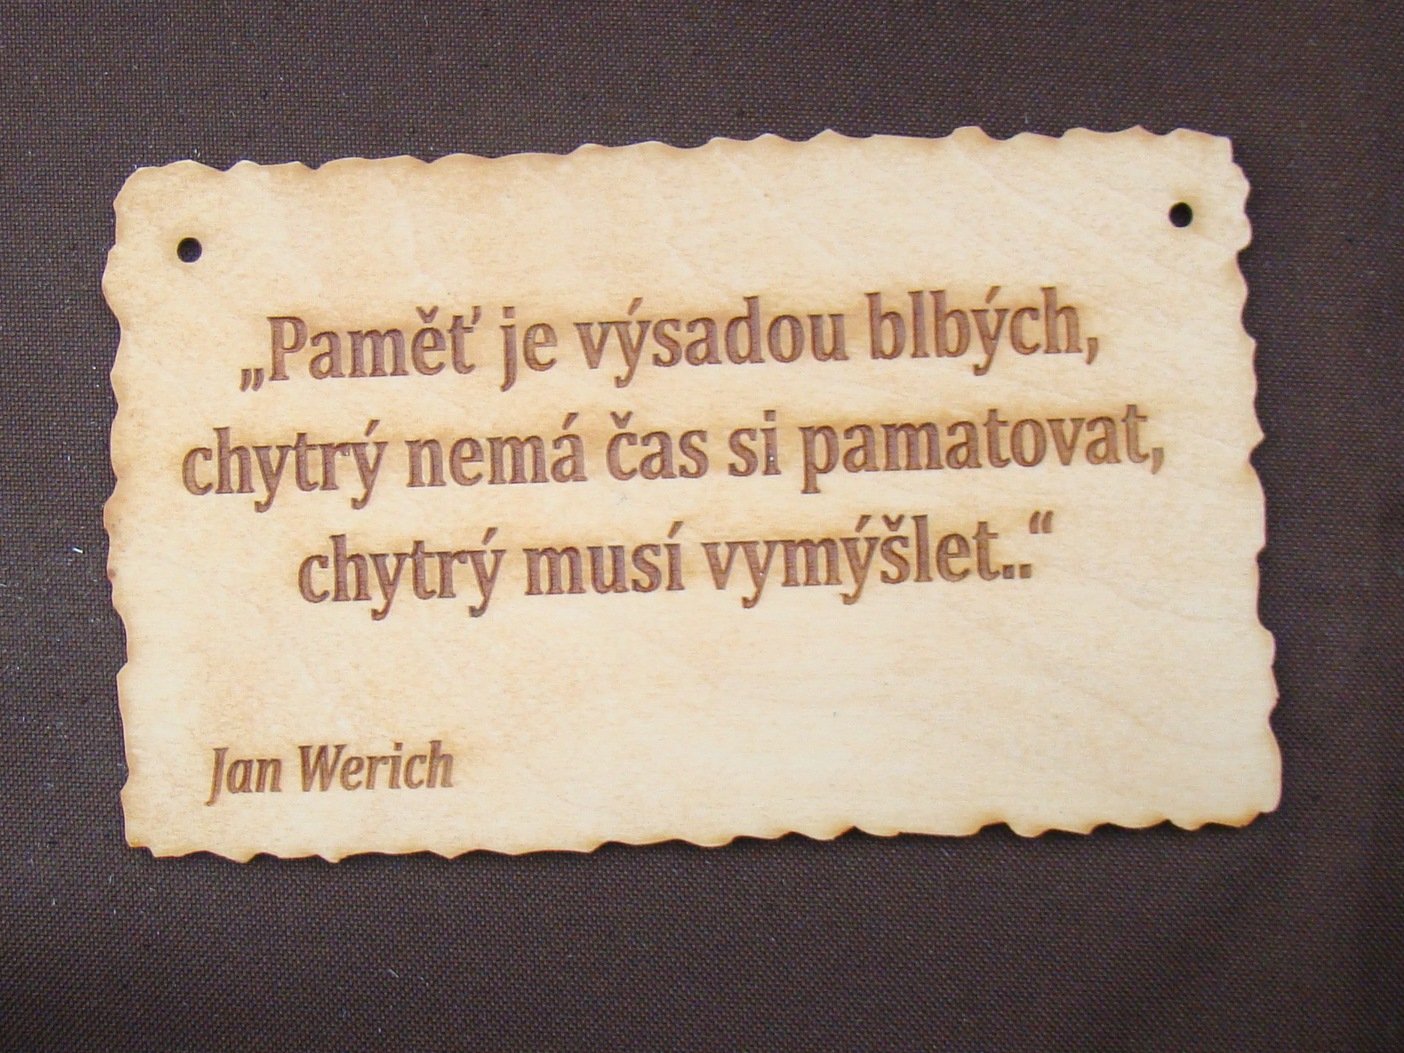 „Paměť je výsadou blbých,
chytrý nemá čas si pamatovat,
chytrý musí vymýšlet..“
Jan Werich